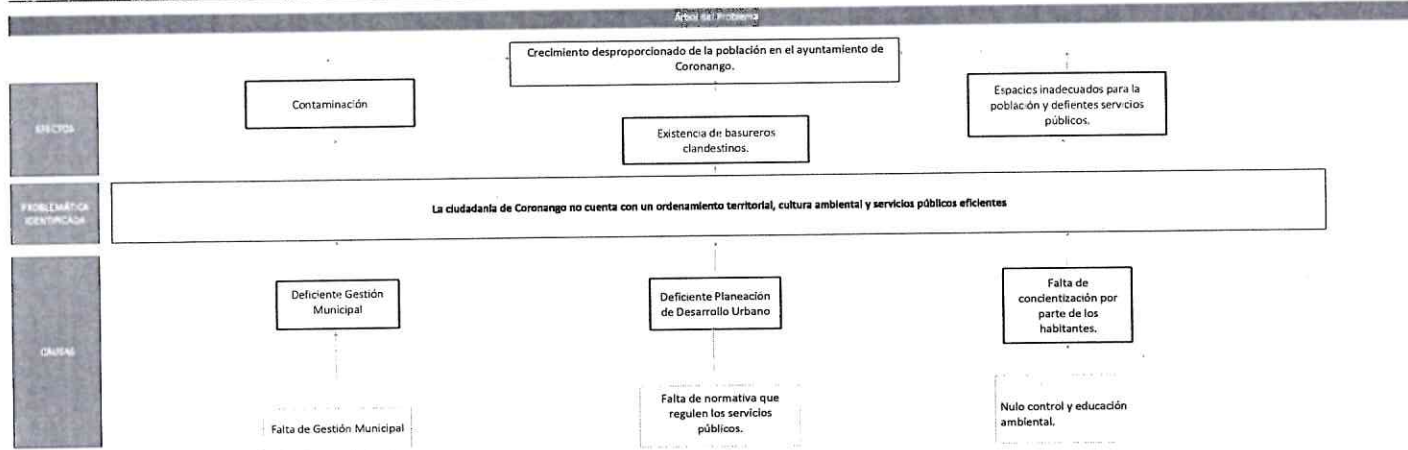 Árbol del Problema
Crecimiento desproporcionado de la población en el ayuntamiento de
Coronango.
EFECTOS
Contaminación
Espacios inadecuados para la
población y defientes servicios
públicos.
Existencia de basureros
clandestinos.
PROBLEMÁTICA
IDENTIFICADA
La ciudadanía de Coronango no cuenta con un ordenamiento territorial, cultura ambiental y servicios públicos eficientes
CAUSAS
Deficiente Gestión
Municipal
Deficiente Planeación
de Desarrollo Urbano
Falta de
concientización por
parte de los
habitantes.
Falta de Gestión Municipal
Falta de normativa que
regulen los servicios
públicos.
Nulo control y educación
ambiental.